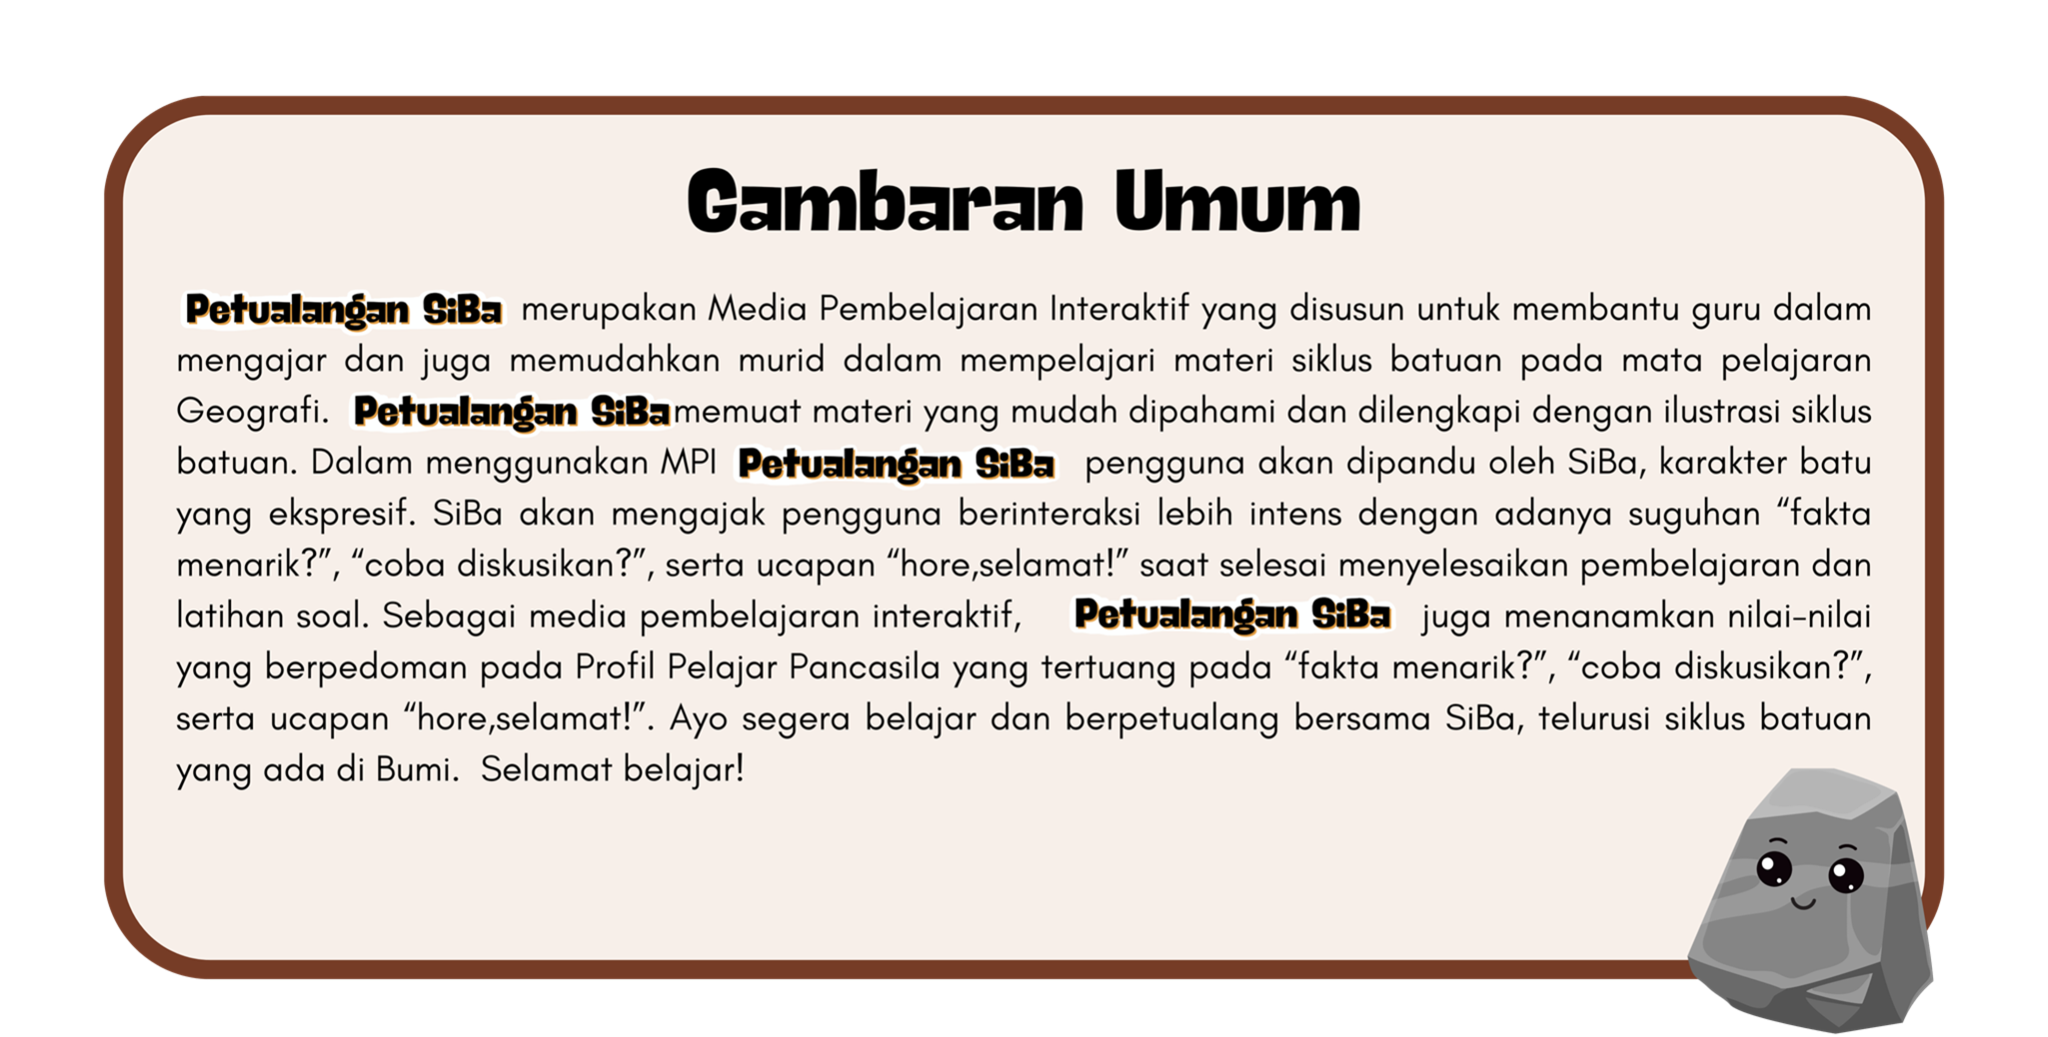 Gambaran Umum
Petualangan SiBa merupakan Media Pembelajaran Interaktif yang disusun untuk membantu guru dalam
mengajar dan juga memudahkan murid dalam mempelajari materi siklus batuan pada mata pelajaran
Geografi. Petualangan SiBa memuat materi yang mudah dipahami dan dilengkapi dengan ilustrasi siklus
batuan. Dalam menggunakan MPI Petualangan SiBa pengguna akan dipandu oleh SiBa, karakter batu
yang ekspresif. SiBa akan mengajak pengguna berinteraksi lebih intens dengan adanya suguhan “fakta
menarik?”, “coba diskusikan?”, serta ucapan “hore,selamat!” saat selesai menyelesaikan pembelajaran dan
latihan soal. Sebagai media pembelajaran interaktif, Petualangan SiBa juga menanamkan nilai-nilai
yang berpedoman pada Profil Pelajar Pancasila yang tertuang pada “fakta menarik?”, “coba diskusikan?”,
serta ucapan “hore,selamat!”. Ayo segera belajar dan berpetualang bersama SiBa, telurusi siklus batuan
yang ada di Bumi. Selamat belajar!